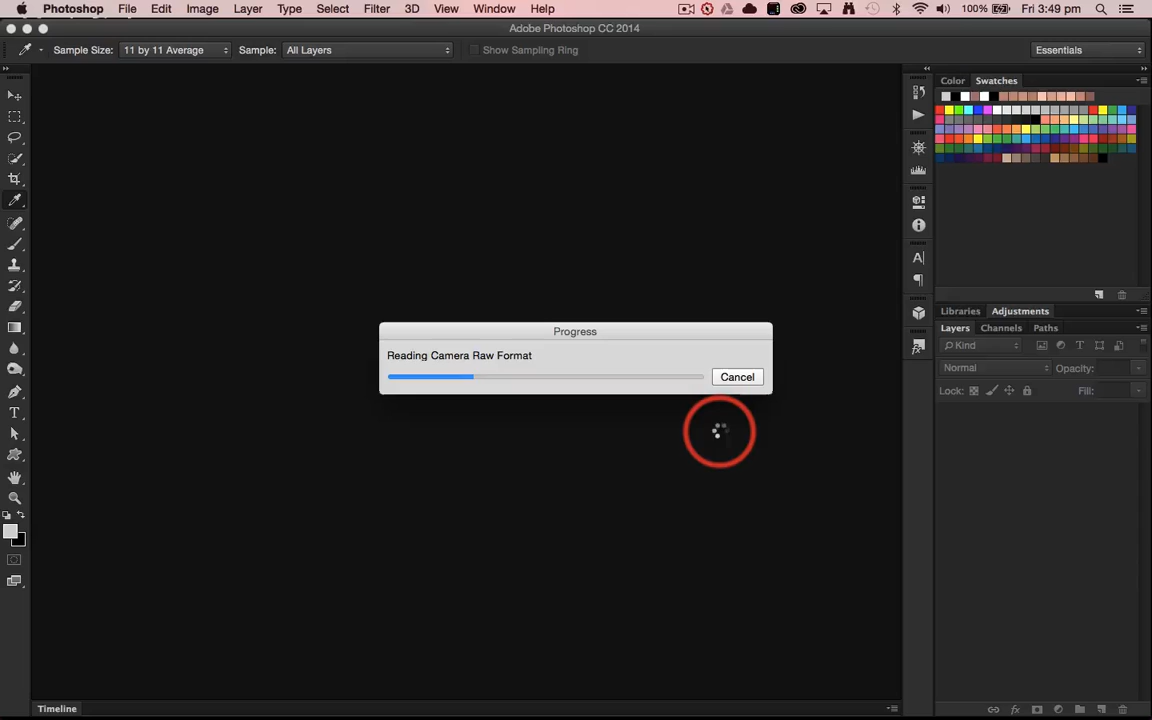 Photoshop File Edit Image Layer Type Select Filter 3D View Window Help 100% Fri 3:49 pm
Adobe Photoshop CC 2014
Sample Size: 11 by 11 Average Sample: All Layers Show Sampling Ring Essentials
Color Swatches
Libraries Adjustments
Layers Channels Paths
Kind
Normal Opacity:
Lock: Fill:
Progress
Reading Camera Raw Format
Cancel
Timeline